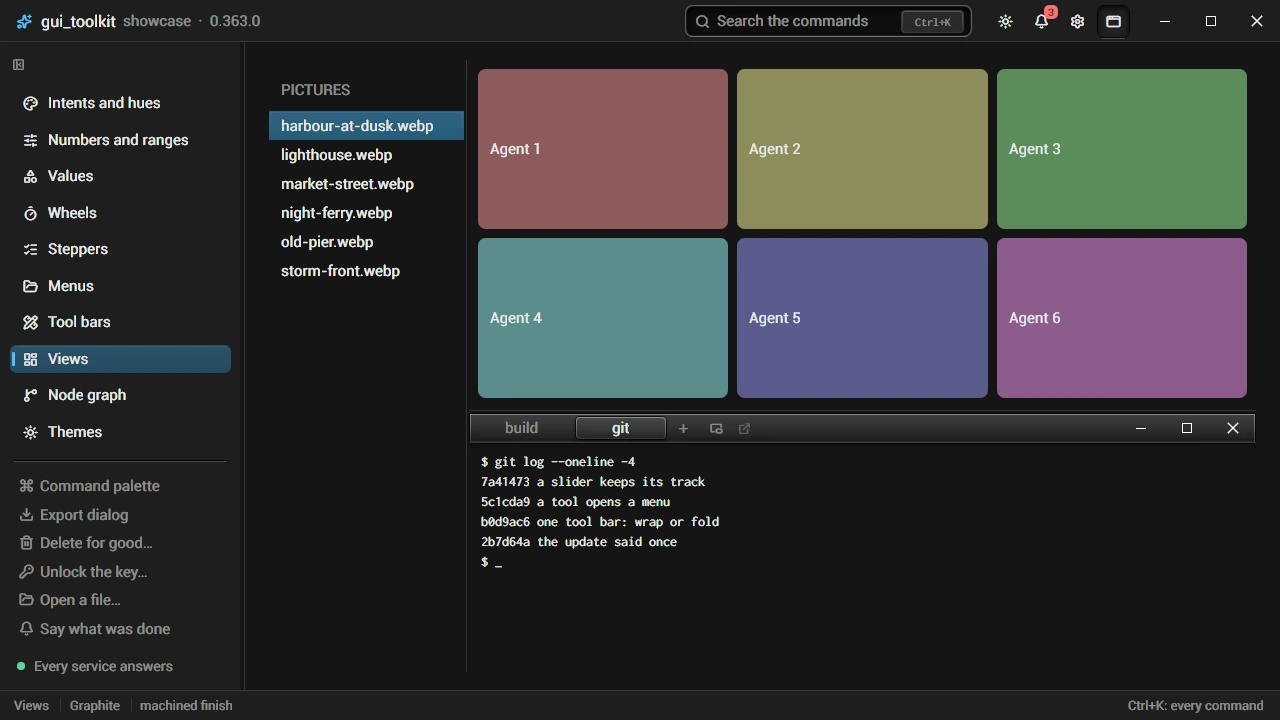 gui_toolkit showcase · 0.363.0
Search the commands Ctrl+K
3
Intents and hues
Numbers and ranges
Values
Wheels
Steppers
Menus
Tool bars
Views
Node graph
Themes
Command palette
Export dialog
Delete for good...
Unlock the key...
Open a file...
Say what was done
Every service answers
PICTURES
harbour-at-dusk.webp
lighthouse.webp
market-street.webp
night-ferry.webp
old-pier.webp
storm-front.webp
Agent 1
Agent 2
Agent 3
Agent 4
Agent 5
Agent 6
build git +
$ git log --oneline -4
7a41473 a slider keeps its track
5c1cda9 a tool opens a menu
b0d9ac6 one tool bar: wrap or fold
2b7d64a the update said once
$ _
Views Graphite machined finish
Ctrl+K: every command